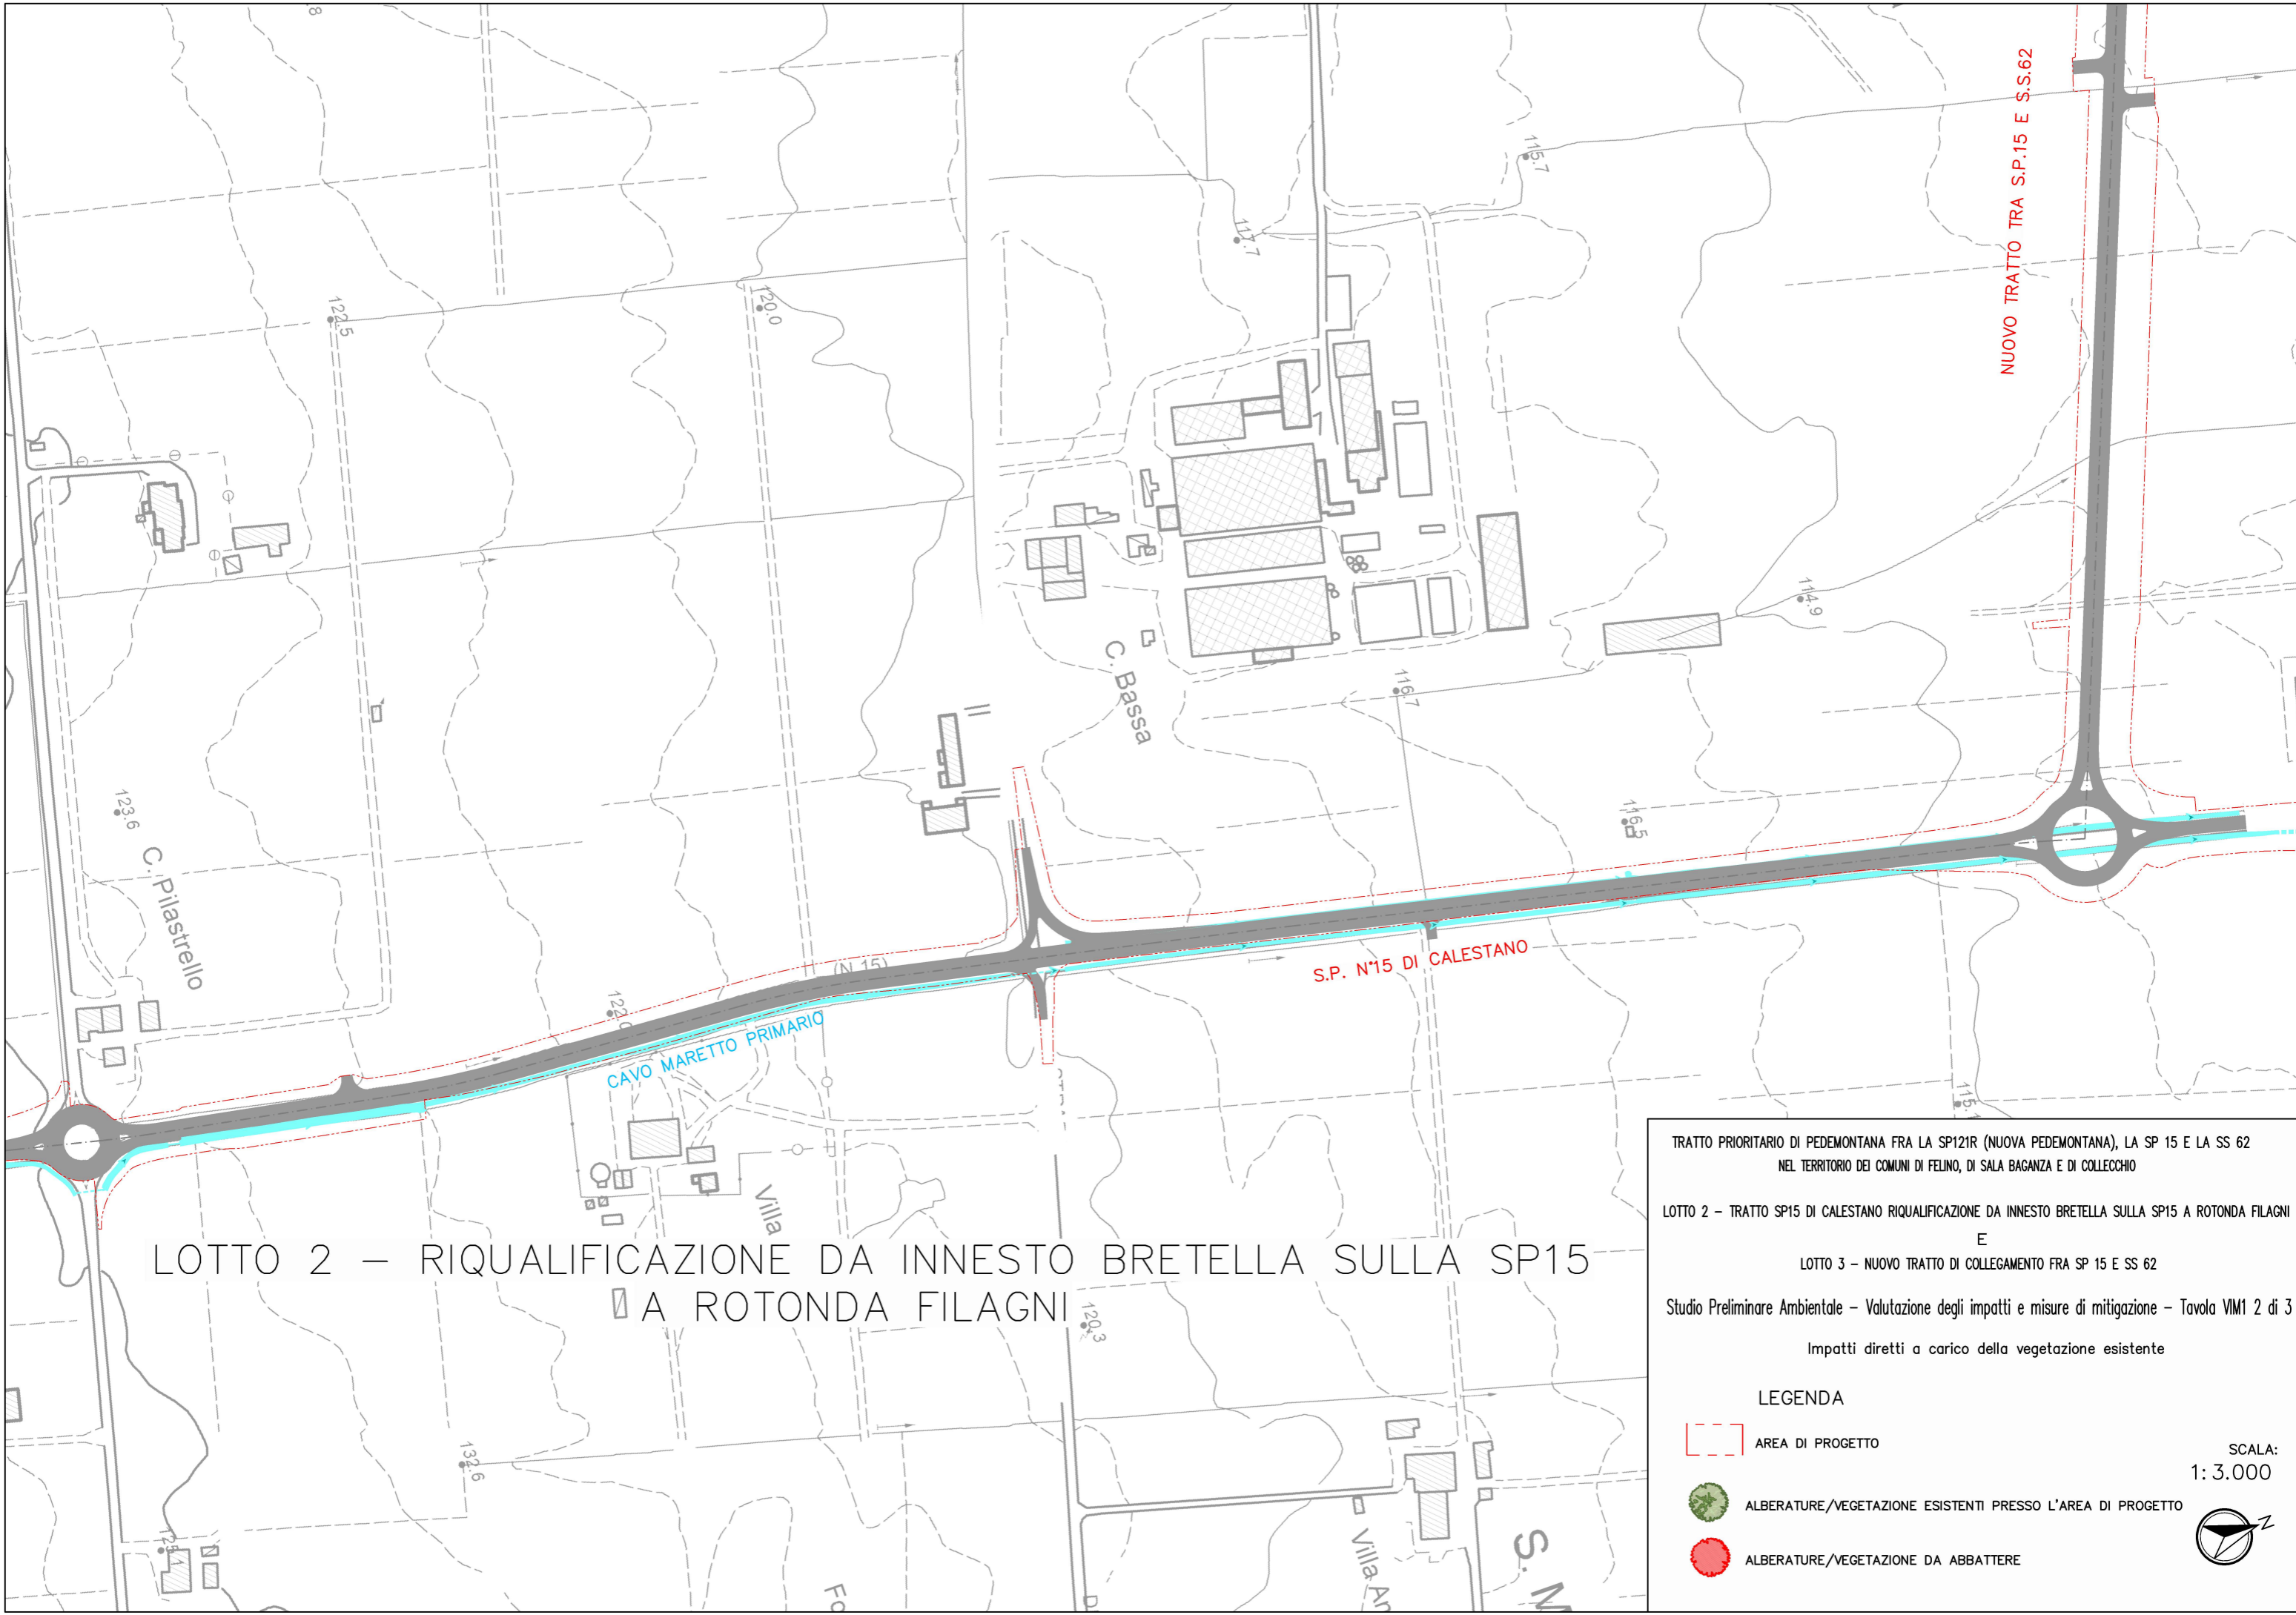 8
NUOVO TRATTO TRA S.P.15 E S.S.62
115.7
117.7
122.5
120.0
114.9
C. Bassa
116.7
123.6
C. Pilastrello
116.5
(N.15)
S.P. N°15 DI CALESTANO
CAVO MARETTO PRIMARIO
Villa
LOTTO 2 – RIQUALIFICAZIONE DA INNESTO BRETELLA SULLA SP15
A ROTONDA FILAGNI
120.3
132.6
Villa
S. M
TRATTO PRIORITARIO DI PEDEMONTANA FRA LA SP121R (NUOVA PEDEMONTANA), LA SP 15 E LA SS 62
NEL TERRITORIO DEI COMUNI DI FELINO, DI SALA BAGANZA E DI COLLECCHIO
LOTTO 2 – TRATTO SP15 DI CALESTANO RIQUALIFICAZIONE DA INNESTO BRETELLA SULLA SP15 A ROTONDA FILAGNI
E
LOTTO 3 – NUOVO TRATTO DI COLLEGAMENTO FRA SP 15 E SS 62
Studio Preliminare Ambientale – Valutazione degli impatti e misure di mitigazione – Tavola VIM1 2 di 3
Impatti diretti a carico della vegetazione esistente
LEGENDA
AREA DI PROGETTO
SCALA:
1:3.000
ALBERATURE/VEGETAZIONE ESISTENTI PRESSO L'AREA DI PROGETTO
Z
ALBERATURE/VEGETAZIONE DA ABBATTERE